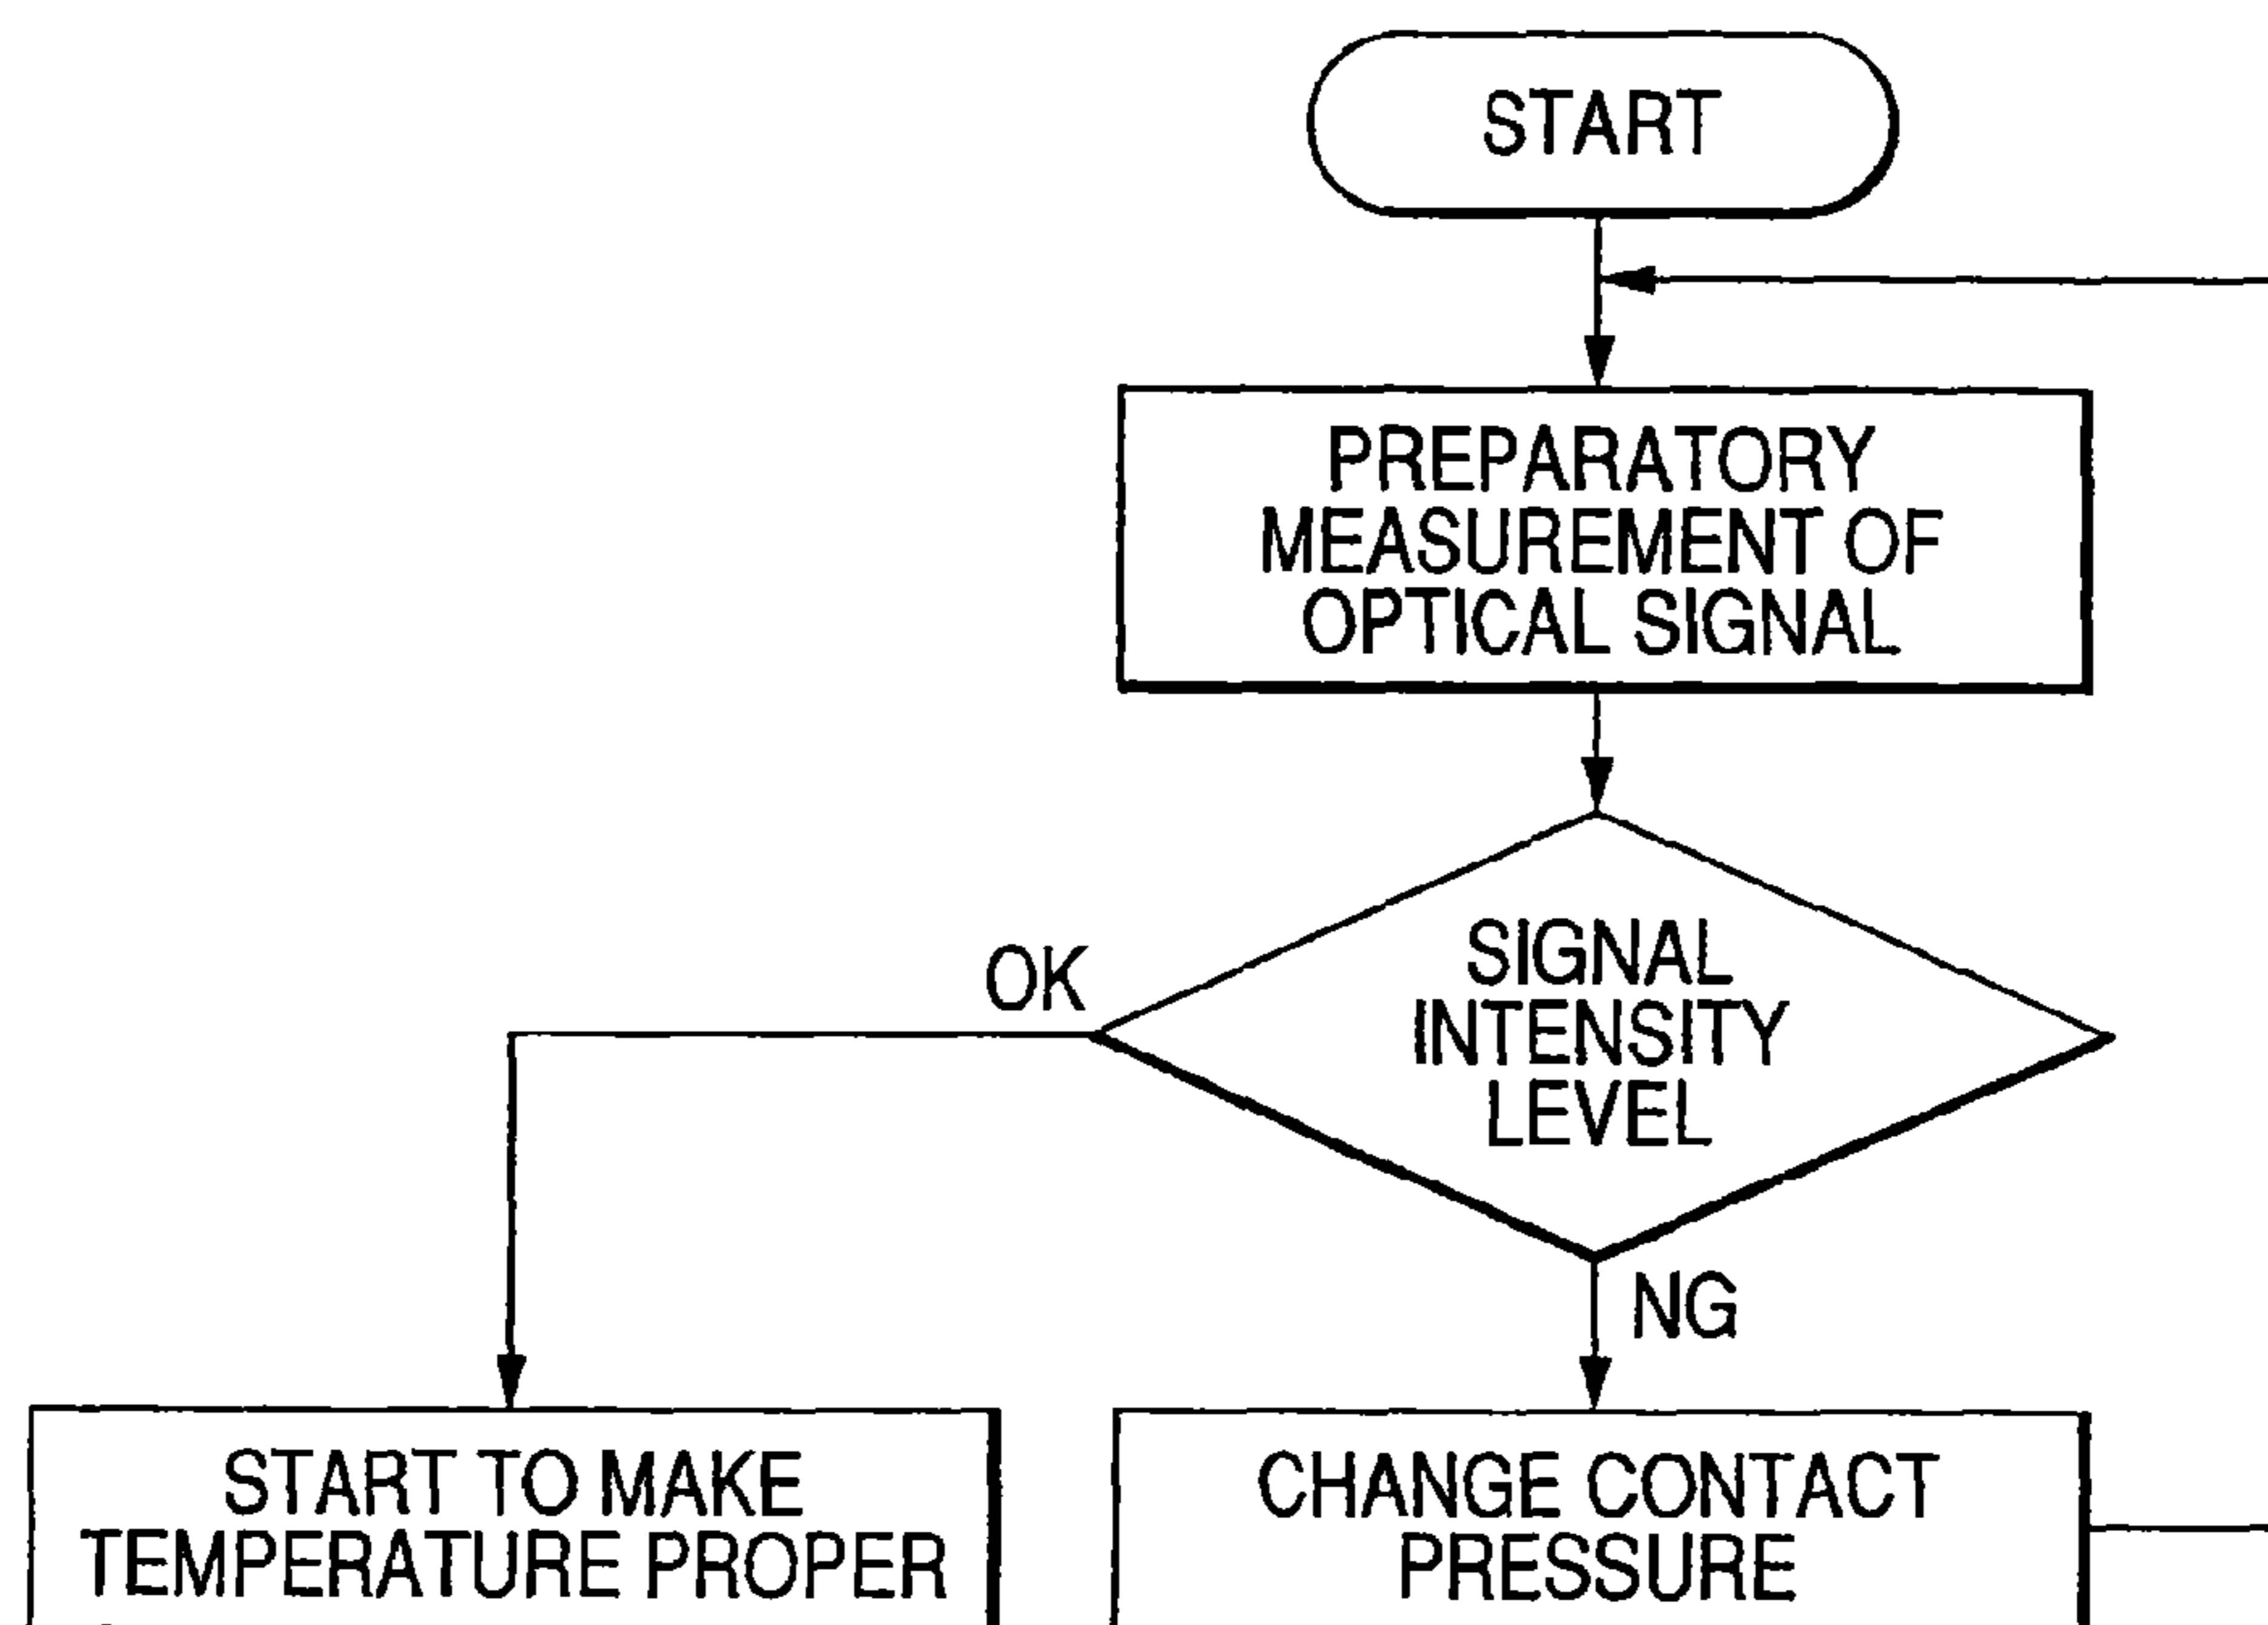 START
PREPARATORY
MEASUREMENT OF
OPTICAL SIGNAL
SIGNAL
INTENSITY
LEVEL
OK
NG
START TO MAKE
TEMPERATURE PROPER
CHANGE CONTACT
PRESSURE